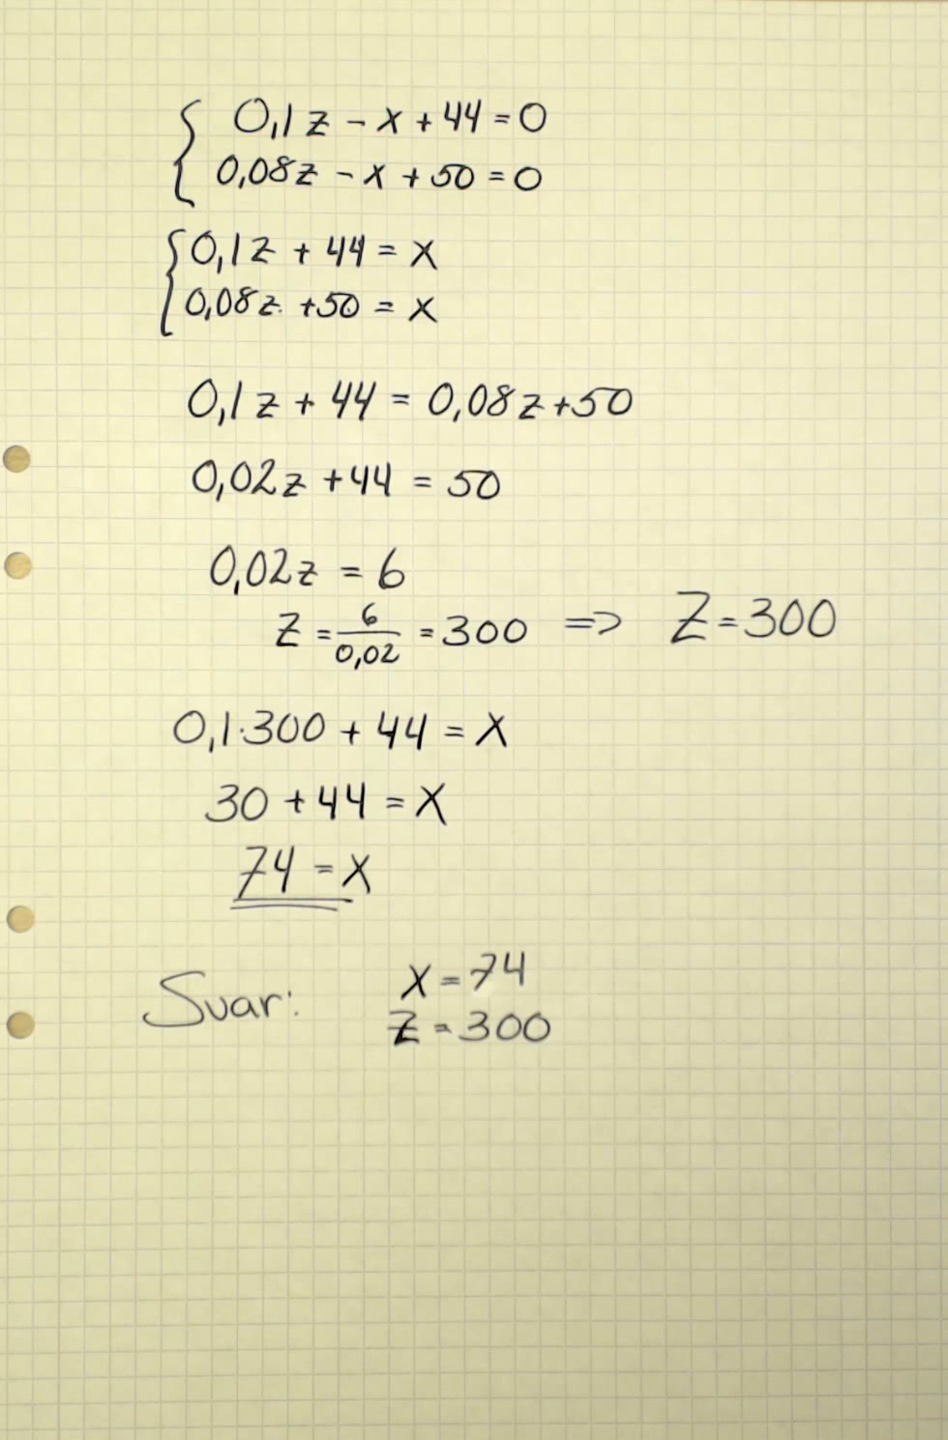 { 0,1z - x + 44 = 0
0,08z - x + 50 = 0
{ 0,1z + 44 = x
0,08z + 50 = x
0,1z + 44 = 0,08z + 50
0,02z + 44 = 50
0,02z = 6
z = 6/0,02 = 300 => z = 300
0,1·300 + 44 = x
30 + 44 = x
74 = x
Svar: x = 74
z = 300